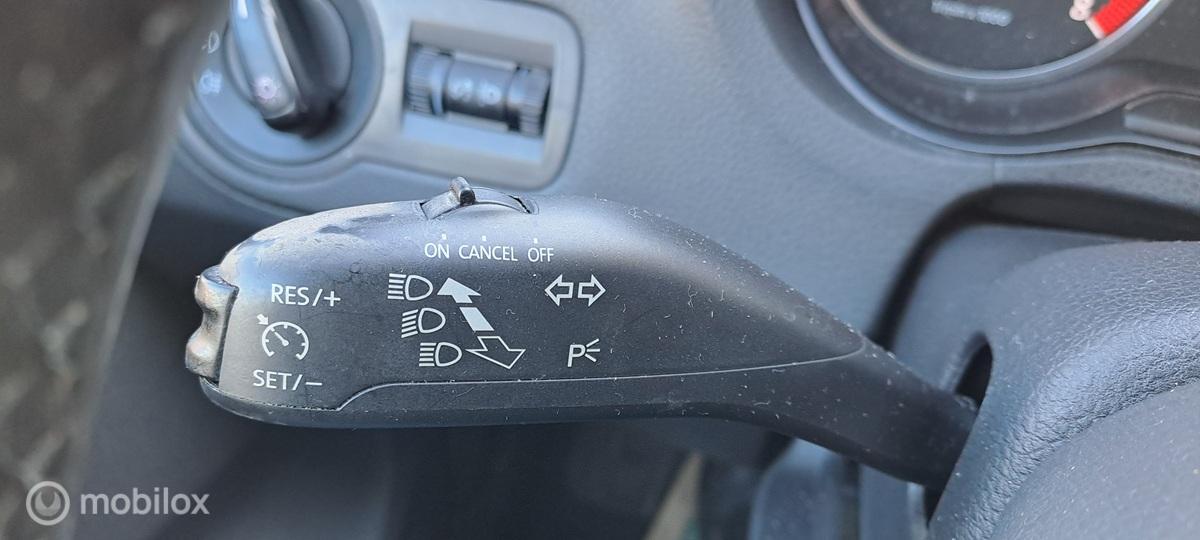 ON CANCEL OFF
RES/+
SET/-
P
mobilox